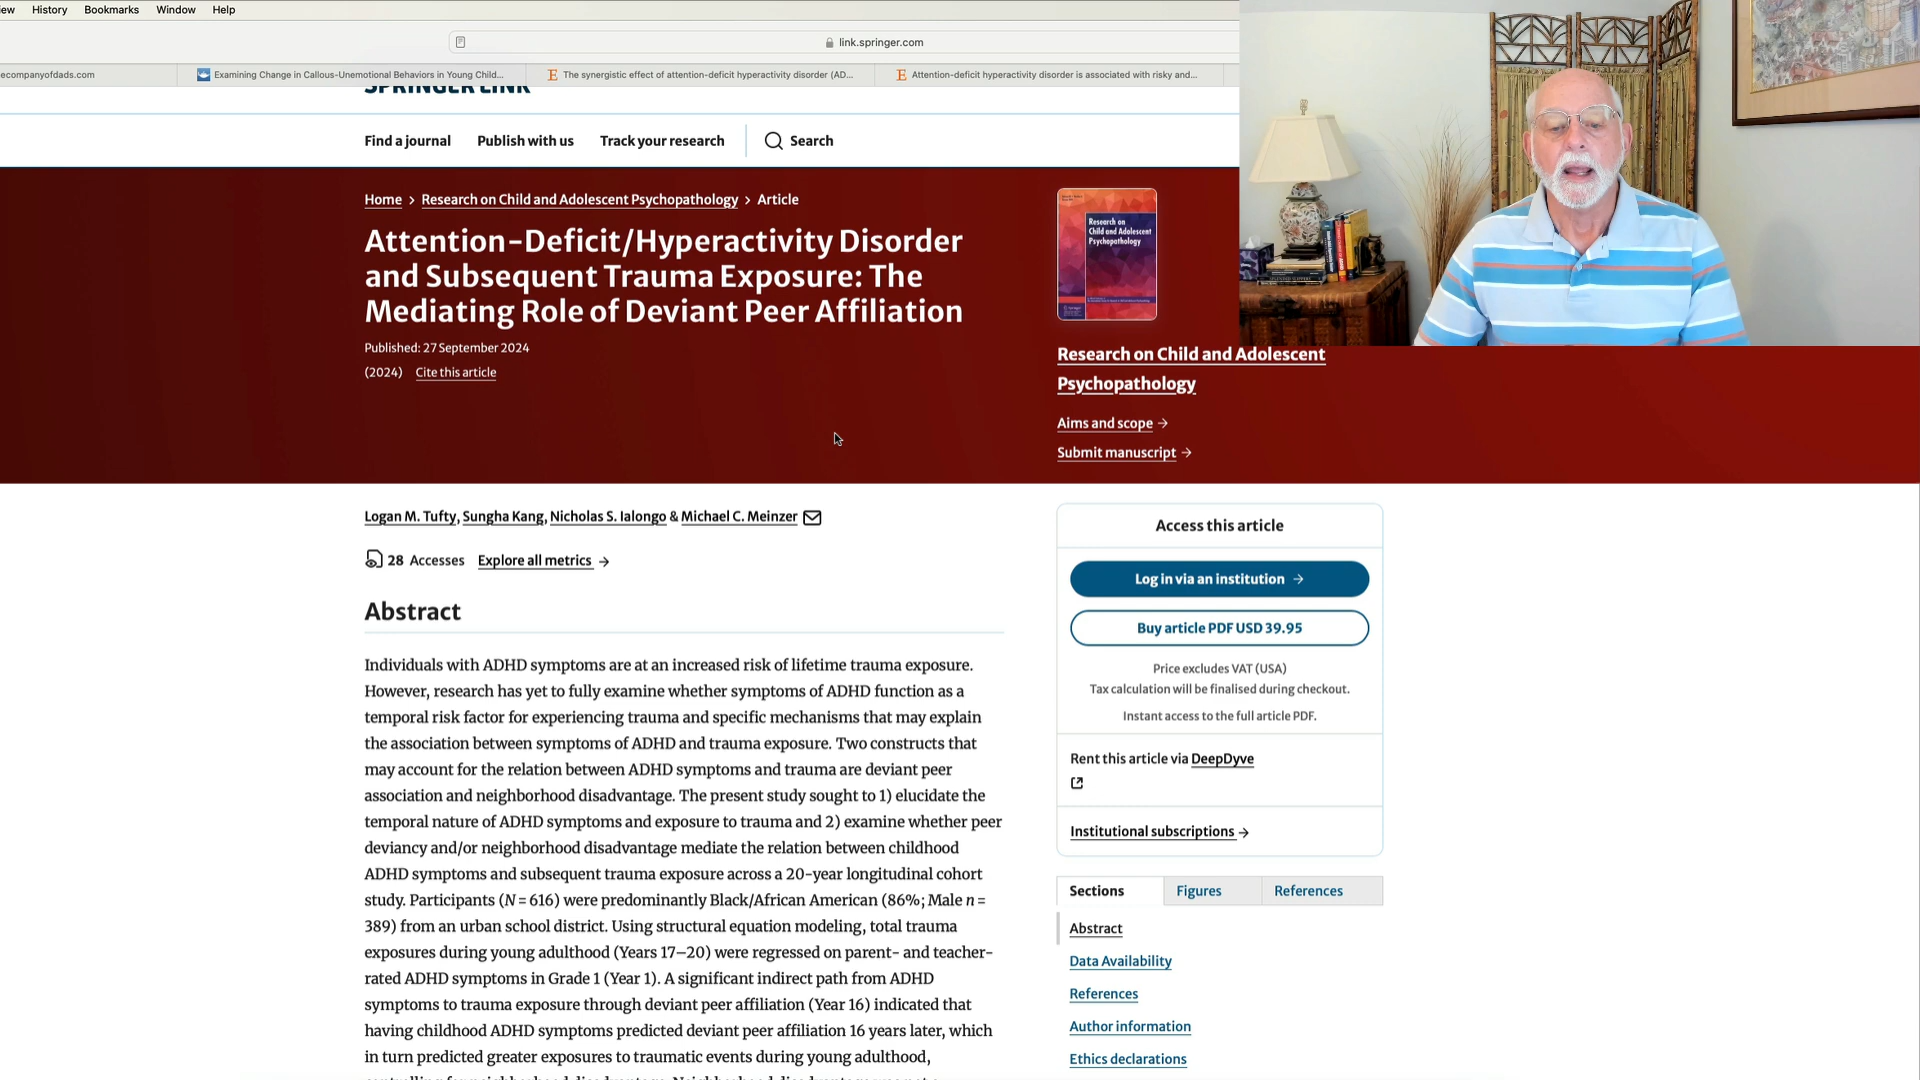 History Bookmarks Window Help
link.springer.com
ecompanyofdads.com
Examining Change in Callous-Unemotional Behaviors in Young Child...
The synergistic effect of attention-deficit hyperactivity disorder (AD...
Attention-deficit hyperactivity disorder is associated with risky and...
SPRINGER LINK
Find a journal Publish with us Track your research Search
Home > Research on Child and Adolescent Psychopathology > Article
Attention-Deficit/Hyperactivity Disorder
and Subsequent Trauma Exposure: The
Mediating Role of Deviant Peer Affiliation
Published: 27 September 2024
(2024) Cite this article
Research on
Child and Adolescent
Psychopathology
Research on Child and Adolescent
Psychopathology
Aims and scope →
Submit manuscript →
Logan M. Tufty, Sungha Kang, Nicholas S. Ialongo & Michael C. Meinzer
28 Accesses Explore all metrics →
Abstract
Individuals with ADHD symptoms are at an increased risk of lifetime trauma exposure.
However, research has yet to fully examine whether symptoms of ADHD function as a
temporal risk factor for experiencing trauma and specific mechanisms that may explain
the association between symptoms of ADHD and trauma exposure. Two constructs that
may account for the relation between ADHD symptoms and trauma are deviant peer
association and neighborhood disadvantage. The present study sought to 1) elucidate the
temporal nature of ADHD symptoms and exposure to trauma and 2) examine whether peer
deviancy and/or neighborhood disadvantage mediate the relation between childhood
ADHD symptoms and subsequent trauma exposure across a 20-year longitudinal cohort
study. Participants (N = 616) were predominantly Black/African American (86%; Male n =
389) from an urban school district. Using structural equation modeling, total trauma
exposures during young adulthood (Years 17–20) were regressed on parent- and teacher-
rated ADHD symptoms in Grade 1 (Year 1). A significant indirect path from ADHD
symptoms to trauma exposure through deviant peer affiliation (Year 16) indicated that
having childhood ADHD symptoms predicted deviant peer affiliation 16 years later, which
in turn predicted greater exposures to traumatic events during young adulthood,
Access this article
Log in via an institution →
Buy article PDF USD 39.95
Price excludes VAT (USA)
Tax calculation will be finalised during checkout.
Instant access to the full article PDF.
Rent this article via DeepDyve
Institutional subscriptions →
Sections Figures References
Abstract
Data Availability
References
Author information
Ethics declarations